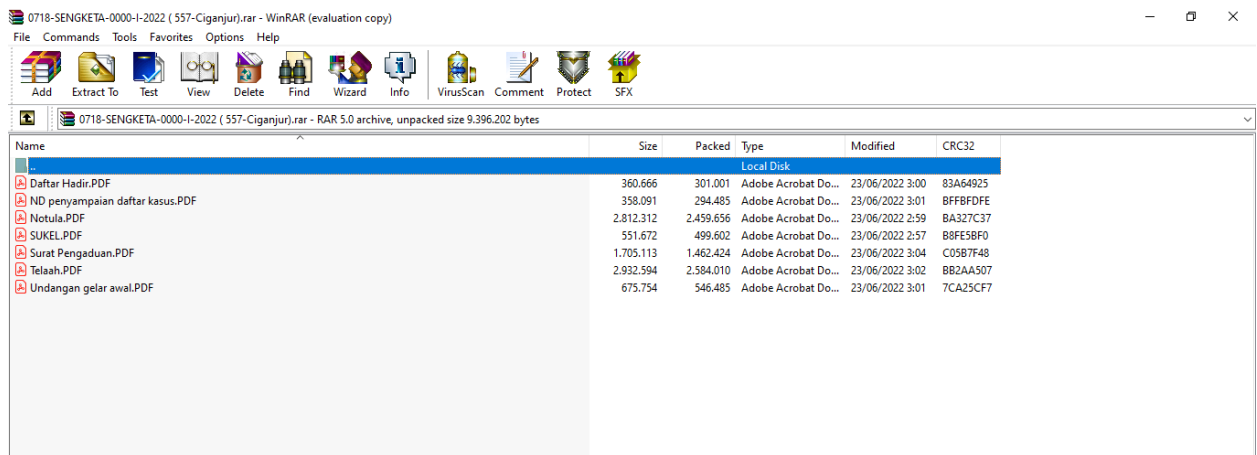 0718-SENGKETA-0000-I-2022 ( 557-Ciganjur).rar - WinRAR (evaluation copy)
File Commands Tools Favorites Options Help
Add Extract To Test View Delete Find Wizard Info VirusScan Comment Protect SFX
0718-SENGKETA-0000-I-2022 ( 557-Ciganjur).rar - RAR 5.0 archive, unpacked size 9.396.202 bytes
Name Size Packed Type Modified CRC32
.. Local Disk
Daftar Hadir.PDF 360.666 301.001 Adobe Acrobat Do... 23/06/2022 3:00 83A64925
ND penyampaian daftar kasus.PDF 358.091 294.485 Adobe Acrobat Do... 23/06/2022 3:01 BFFBFDFE
Notula.PDF 2.812.312 2.459.656 Adobe Acrobat Do... 23/06/2022 2:59 BA327C37
SUKEL.PDF 551.672 499.602 Adobe Acrobat Do... 23/06/2022 2:57 B8FE5BF0
Surat Pengaduan.PDF 1.705.113 1.462.424 Adobe Acrobat Do... 23/06/2022 3:04 C05B7F48
Telaah.PDF 2.932.594 2.584.010 Adobe Acrobat Do... 23/06/2022 3:02 BB2AA507
Undangan gelar awal.PDF 675.754 546.485 Adobe Acrobat Do... 23/06/2022 3:01 7CA25CF7